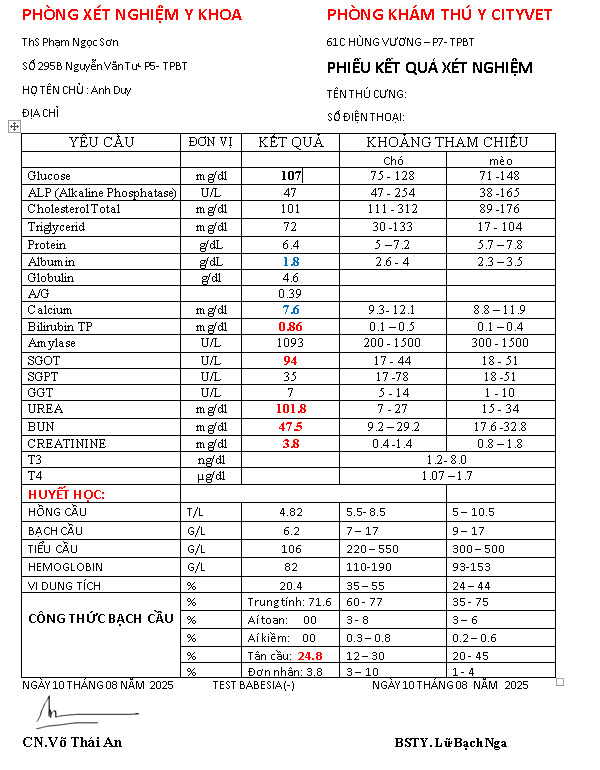 PHÒNG XÉT NGHIỆM Y KHOA PHÒNG KHÁM THÚ Y CITYVET
ThS Phạm Ngọc Sơn 61C HÙNG VƯƠNG – P7- TPBT
SỐ 295B Nguyễn Văn Tư- P5- TPBT PHIẾU KẾT QUẢ XÉT NGHIỆM
HỌ TÊN CHỦ : Anh Duy TÊN THÚ CƯNG:
ĐỊA CHỈ SỐ ĐIỆN THOẠI:
YÊU CẦU ĐƠN VỊ KẾT QUẢ KHOẢNG THAM CHIẾU
Chó mèo
Glucose mg/dl 107 75 - 128 71 -148
ALP (Alkaline Phosphatase) U/L 47 47 - 254 38 -165
Cholesterol Total mg/dl 101 111 - 312 89 -176
Triglycerid mg/dl 72 30 -133 17 - 104
Protein g/dL 6.4 5 – 7.2 5.7 – 7.8
Albumin g/dL 1.8 2.6 - 4 2.3 – 3.5
Globulin g/dl 4.6
A/G 0.39
Calcium mg/dl 7.6 9.3- 12.1 8.8 – 11.9
Bilirubin TP mg/dl 0.86 0.1 – 0.5 0.1 – 0.4
Amylase U/L 1093 200 - 1500 300 - 1500
SGOT U/L 94 17 - 44 18 - 51
SGPT U/L 35 17 -78 18 -51
GGT U/L 7 5 - 14 1 - 10
UREA mg/dl 101.8 7 - 27 15 - 34
BUN mg/dl 47.5 9.2 – 29.2 17.6 -32.8
CREATININE mg/dl 3.8 0.4 -1.4 0.8 – 1.8
T3 ng/dl 1.2- 8.0
T4 µg/dl 1.07 – 1.7
HUYẾT HỌC:
HỒNG CẦU T/L 4.82 5.5- 8.5 5 – 10.5
BẠCH CẦU G/L 6.2 7 – 17 9 – 17
TIỂU CẦU G/L 106 220 – 550 300 – 500
HEMOGLOBIN G/L 82 110-190 93-153
VI DUNG TÍCH % 20.4 35 – 55 24 – 44
CÔNG THỨC BẠCH CẦU % Trung tính: 71.6 60 - 77 35 - 75
% Ái toan: 00 3 - 8 3 – 6
% Ái kiềm: 00 0.3 – 0.8 0.2 – 0.6
% Tân cầu: 24.8 12 – 30 20 - 45
% Đơn nhân: 3.8 3 – 10 1 - 4
NGÀY 10 THÁNG 08 NĂM 2025 TEST BABESIA (-) NGÀY 10 THÁNG 08 NĂM 2025
CN.Võ Thái An BSTY. Lữ Bạch Nga